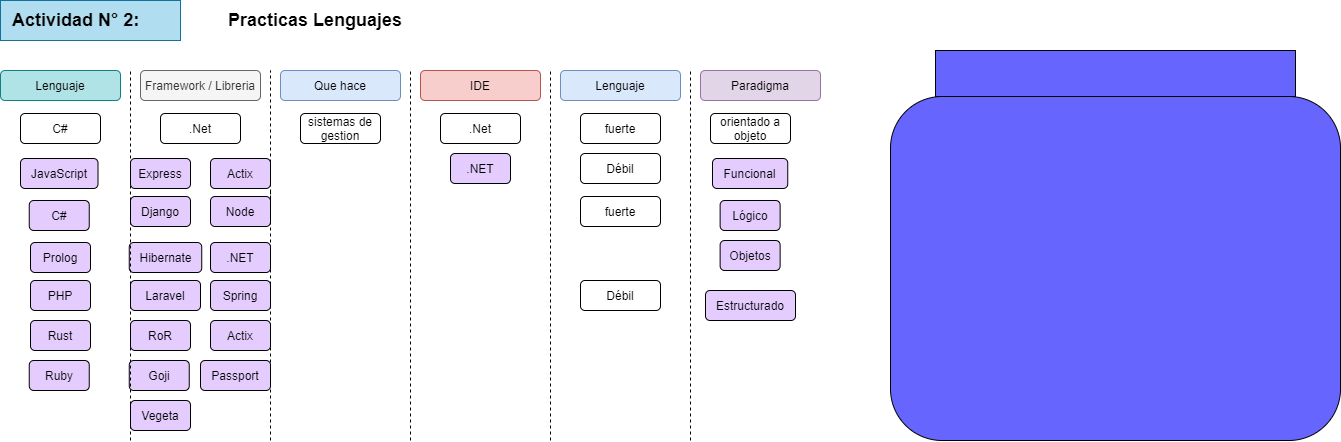 Actividad N° 2:
Practicas Lenguajes
Lenguaje
Framework / Libreria
Que hace
IDE
Lenguaje
Paradigma
C#
.Net
sistemas de
gestion
.Net
fuerte
orientado a
objeto
JavaScript
Express
Actix
.NET
Débil
Funcional
C#
Django
Node
fuerte
Lógico
Prolog
Hibernate
.NET
Objetos
PHP
Laravel
Spring
Débil
Estructurado
Rust
RoR
Actix
Ruby
Goji
Passport
Vegeta